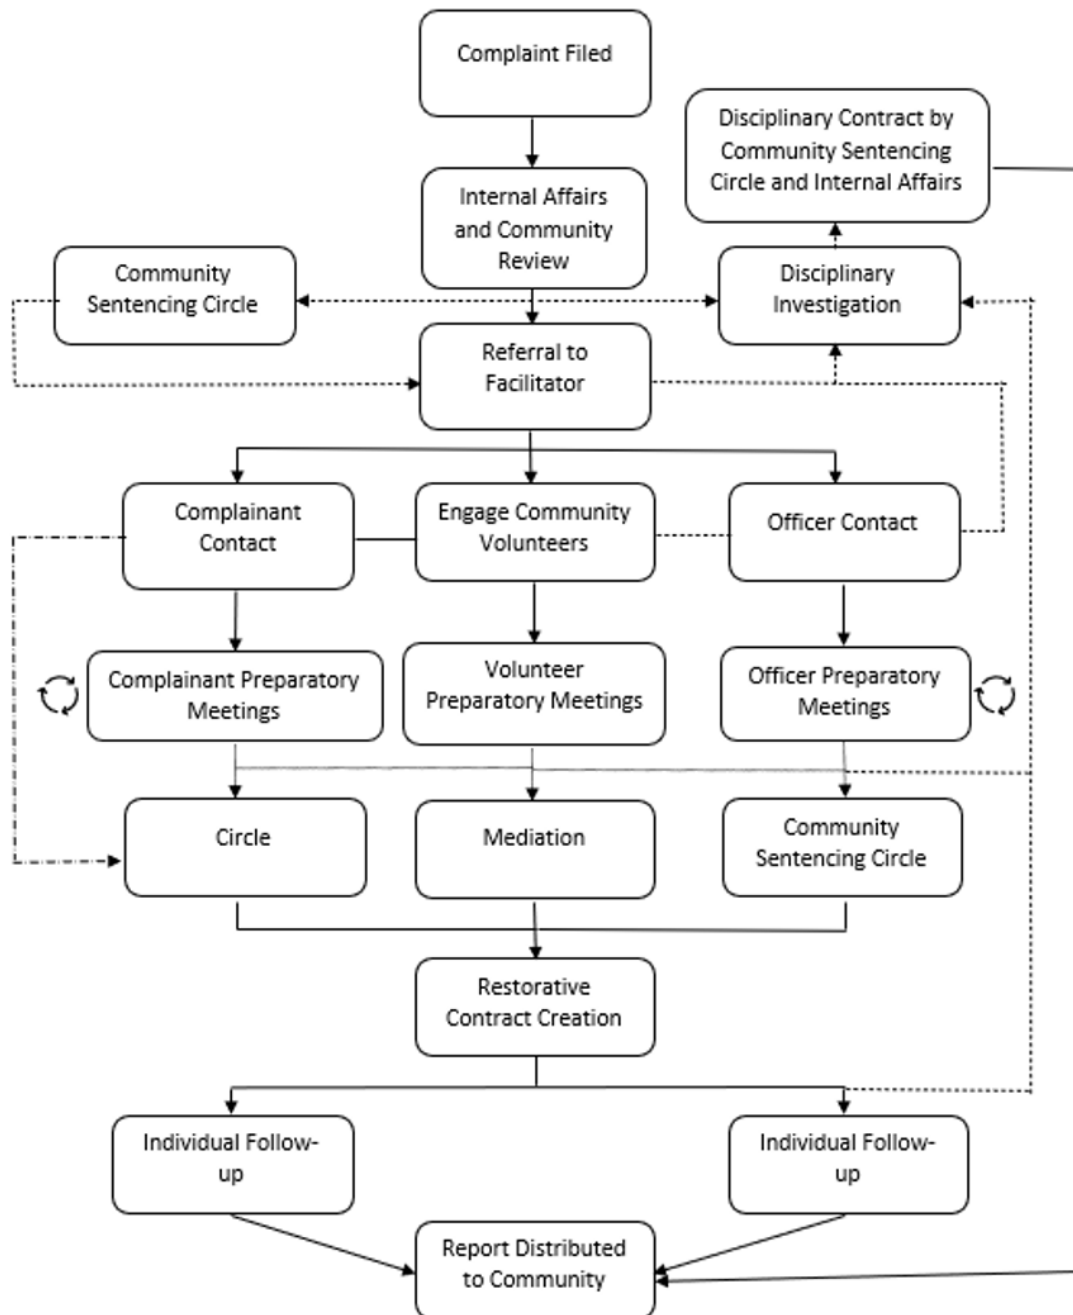 Complaint Filed
Disciplinary Contract by
Community Sentencing
Circle and Internal Affairs
Internal Affairs
and Community
Review
Community
Sentencing Circle
Disciplinary
Investigation
Referral to
Facilitator
Complainant
Contact
Engage Community
Volunteers
Officer Contact
Complainant Preparatory
Meetings
Volunteer
Preparatory Meetings
Officer Preparatory
Meetings
Circle
Mediation
Community
Sentencing Circle
Restorative
Contract Creation
Individual Follow-
up
Individual Follow-
up
Report Distributed
to Community